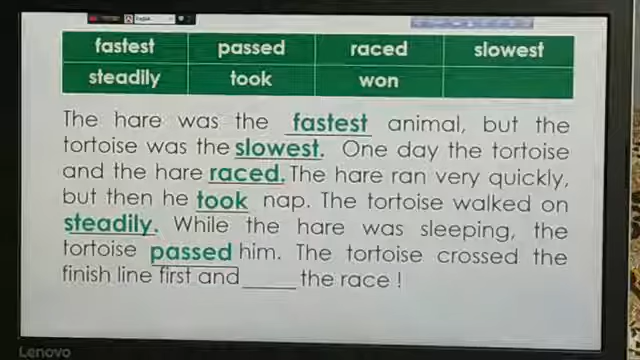 fastest passed raced slowest
steadily took won
The hare was the fastest animal, but the
tortoise was the slowest. One day the tortoise
and the hare raced. The hare ran very quickly,
but then he took nap. The tortoise walked on
steadily. While the hare was sleeping, the
tortoise passed him. The tortoise crossed the
finish line first and _____ the race !
Lenovo